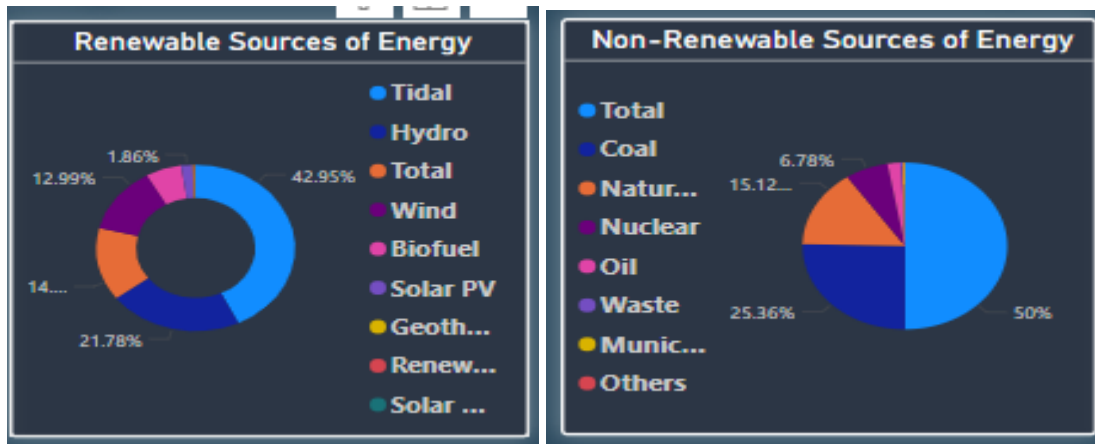 Renewable Sources of Energy
Tidal
Hydro
Total
Wind
Biofuel
Solar PV
Geoth...
Renew...
Solar ...
1.86%
12.99%
42.95%
14....
21.78%
Non-Renewable Sources of Energy
Total
Coal
Natur...
Nuclear
Oil
Waste
Munic...
Others
6.78%
15.12...
25.36%
50%